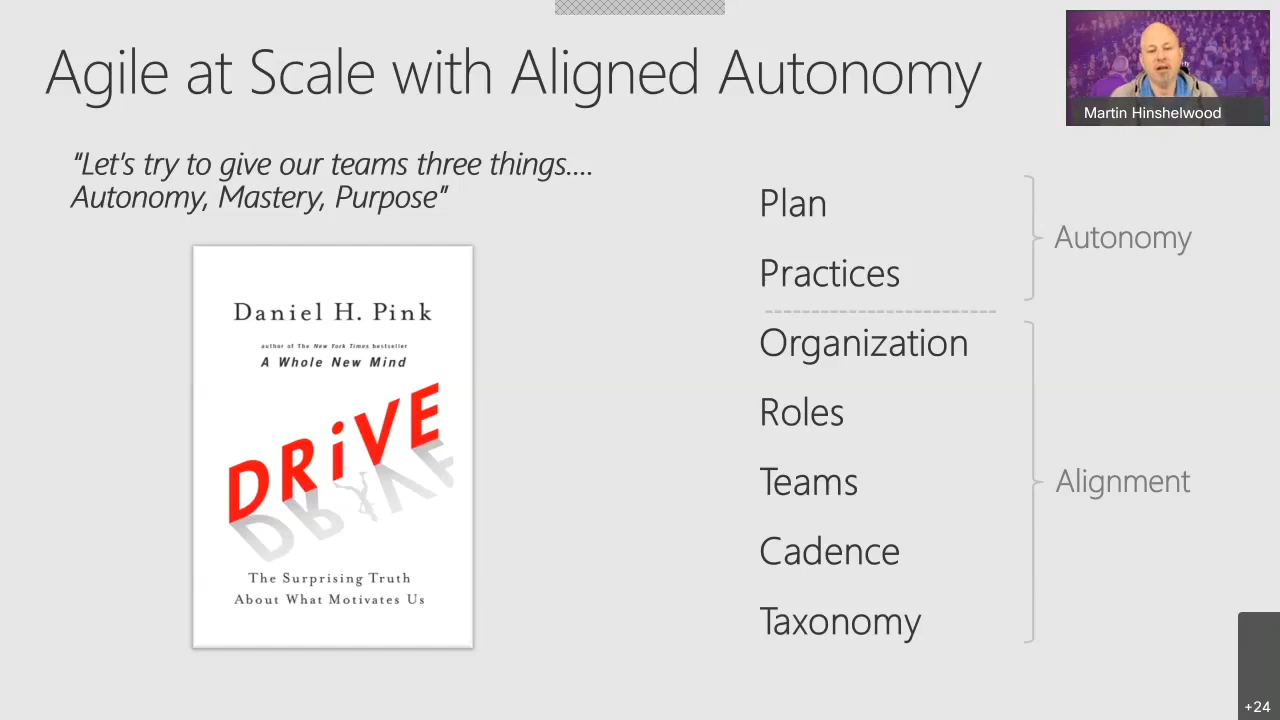 Agile at Scale with Aligned Autonomy
Martin Hinshelwood
"Let's try to give our teams three things....
Autonomy, Mastery, Purpose"
Daniel H. Pink
author of The New York Times bestseller
A Whole New Mind
DRiVE
The Surprising Truth
About What Motivates Us
Plan
Practices
Autonomy
Organization
Roles
Teams
Cadence
Taxonomy
Alignment
+24